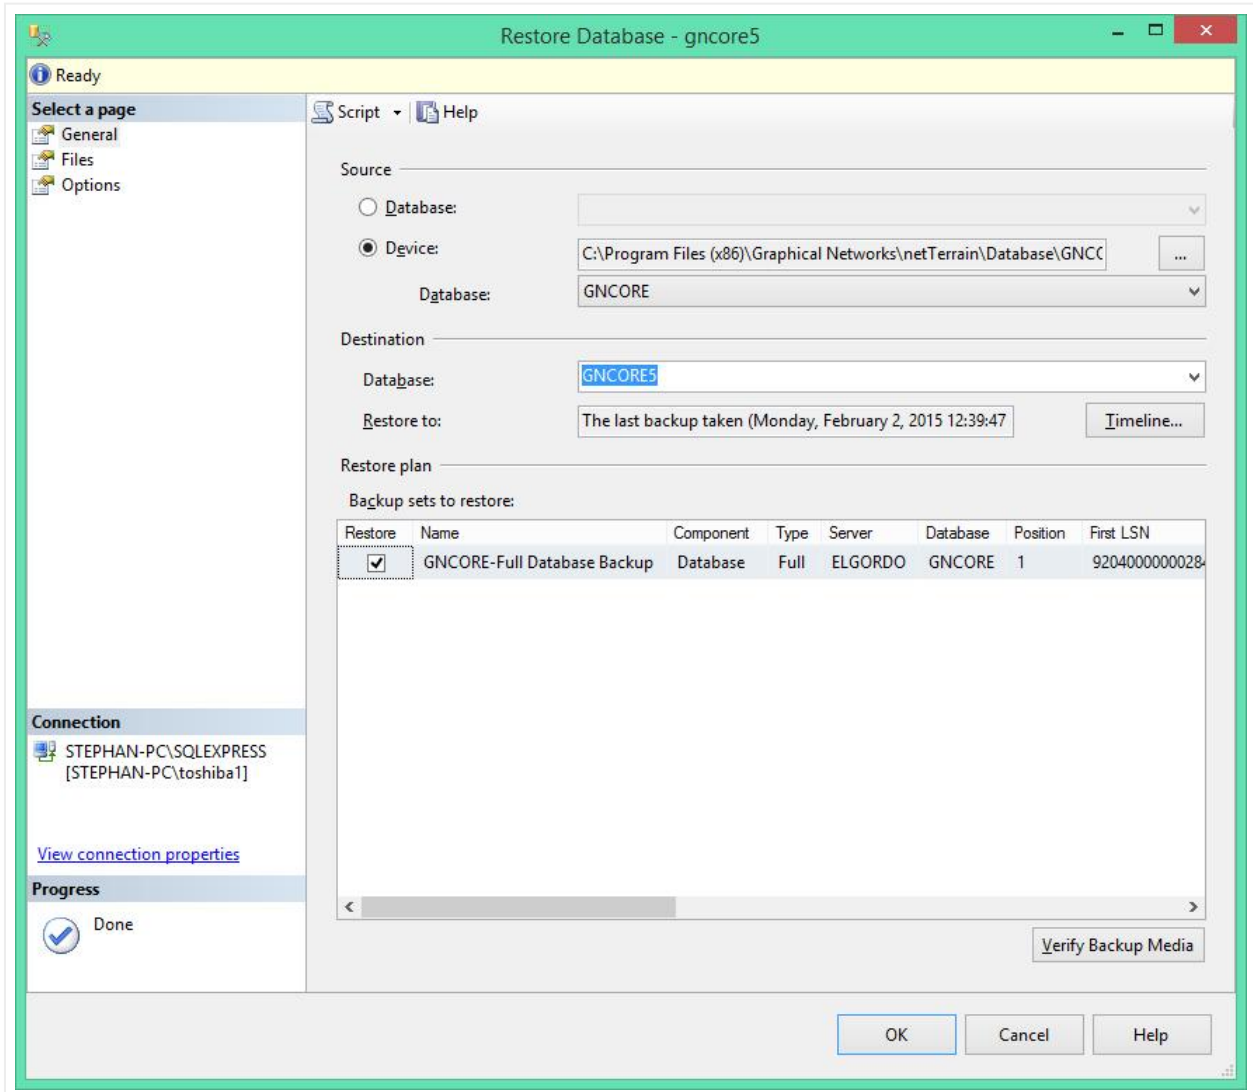 Restore Database - gncore5
Ready
Select a page
General
Files
Options
Script
Help
Source
Database:
Device:
C:\Program Files (x86)\Graphical Networks\netTerrain\Database\GNCC
...
Database:
GNCORE
Destination
Database:
GNCORE5
Restore to:
The last backup taken (Monday, February 2, 2015 12:39:47
Timeline...
Restore plan
Backup sets to restore:
Restore Name Component Type Server Database Position First LSN
GNCORE-Full Database Backup Database Full ELGORDO GNCORE 1 9204000000028
Connection
STEPHAN-PC\SQLEXPRESS
[STEPHAN-PC\toshiba1]
View connection properties
Progress
Done
Verify Backup Media
OK Cancel Help